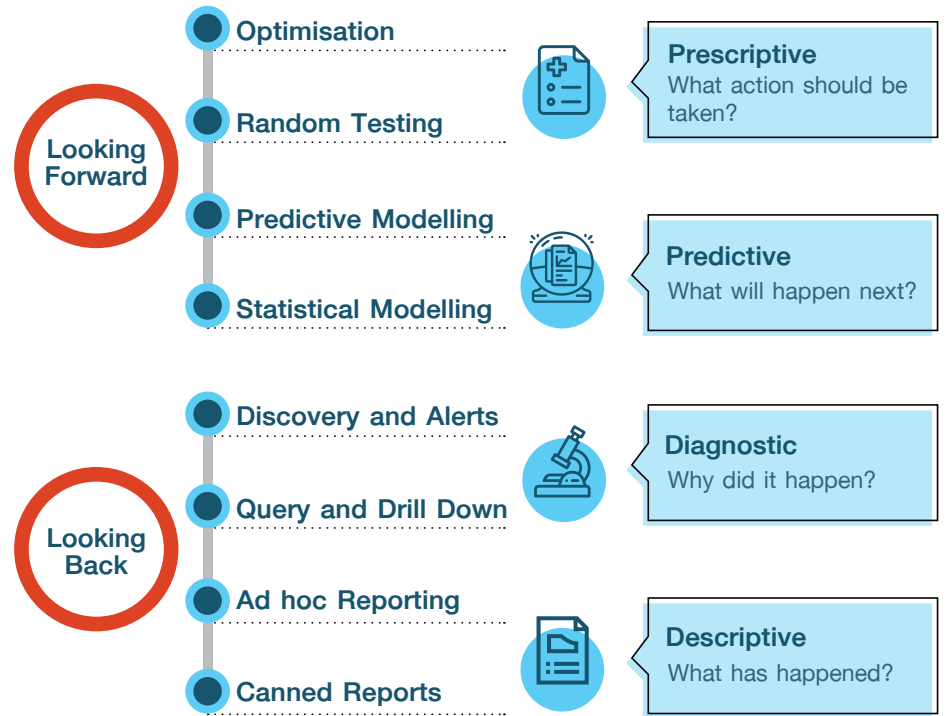 Looking
Forward
Optimisation
Random Testing
Predictive Modelling
Statistical Modelling
Prescriptive
What action should be
taken?
Predictive
What will happen next?
Looking
Back
Discovery and Alerts
Query and Drill Down
Ad hoc Reporting
Canned Reports
Diagnostic
Why did it happen?
Descriptive
What has happened?